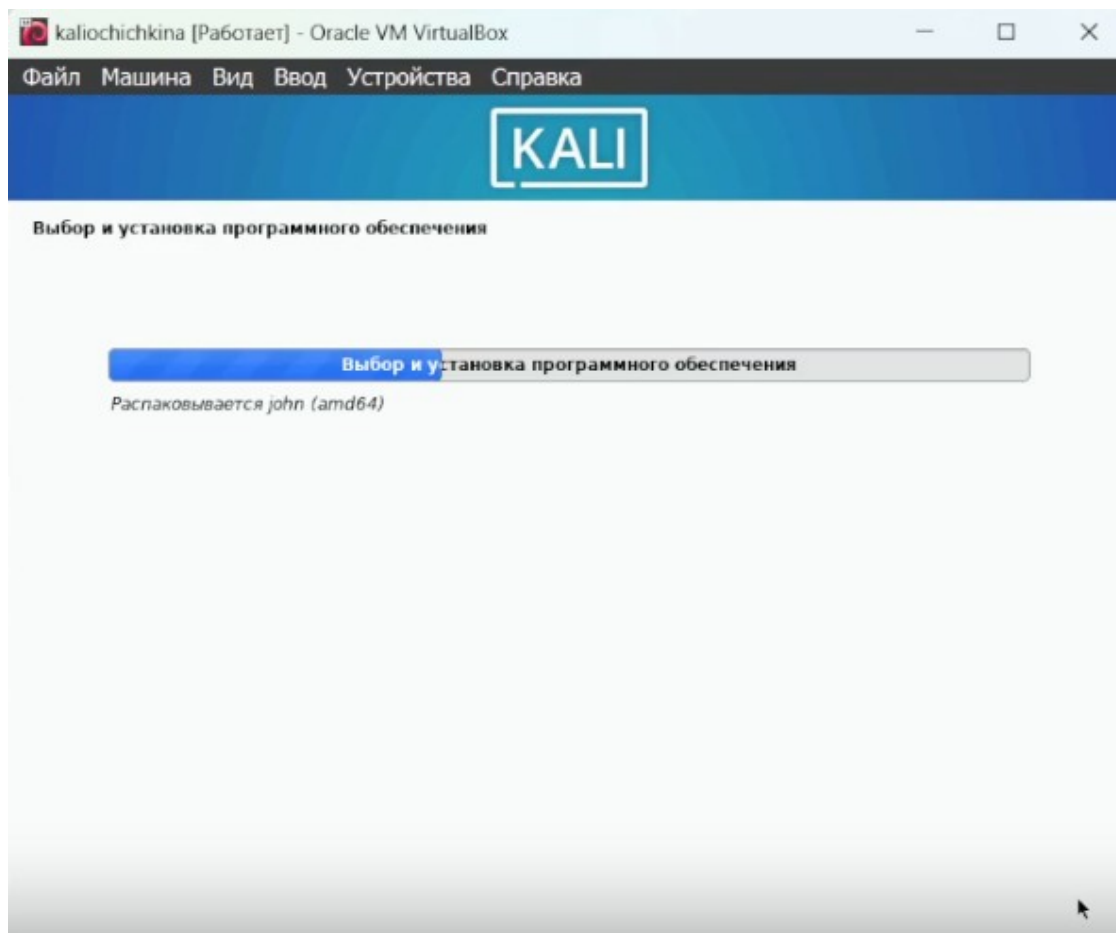 kaliochichkina [Работает] - Oracle VM VirtualBox
Файл Машина Вид Ввод Устройства Справка
KALI
Выбор и установка программного обеспечения
Выбор и установка программного обеспечения
Распаковывается john (amd64)